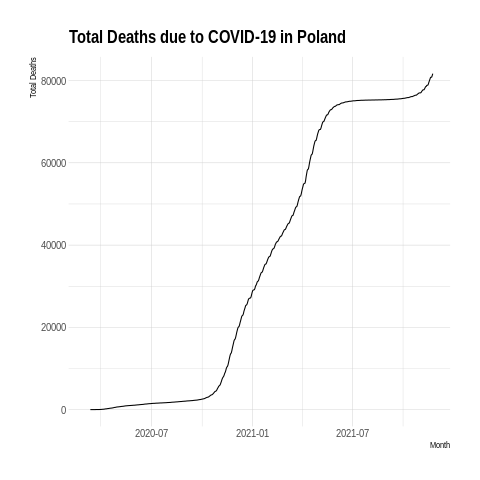 Total Deaths due to COVID-19 in Poland
Total Deaths
80000
60000
40000
20000
0
2020-07 2021-01 2021-07
Month